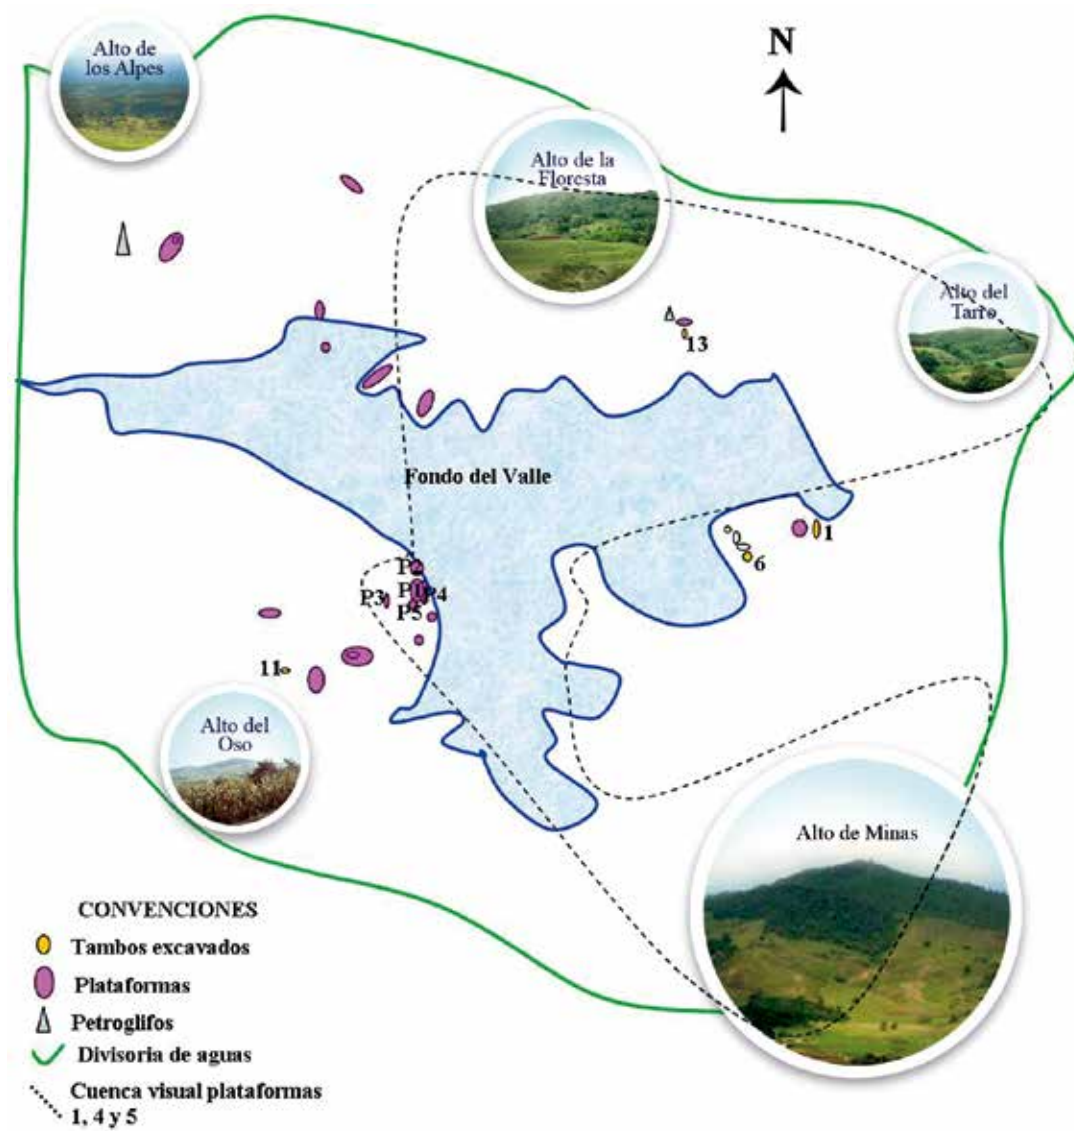 Alto de
los Alpes
N
Alto de la
Floresta
Alto del
Tarro
13
Fondo del Valle
1
6
P2
P1
P3
P4
P5
11
Alto del
Oso
Alto de Minas
CONVENCIONES
Tambos excavados
Plataformas
Petroglifos
Divisoria de aguas
Cuenca visual plataformas
1, 4 y 5